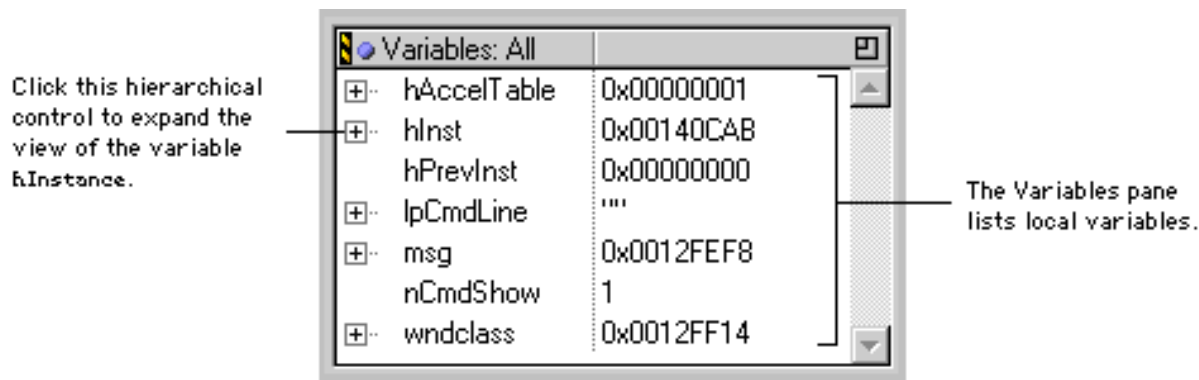 Click this hierarchical
control to expand the
view of the variable
hInstance.
Variables: All
hAccelTable 0x00000001
hInst 0x00140CAB
hPrevInst 0x00000000
lpCmdLine ""
msg 0x0012FEF8
nCmdShow 1
wndclass 0x0012FF14
The Variables pane
lists local variables.